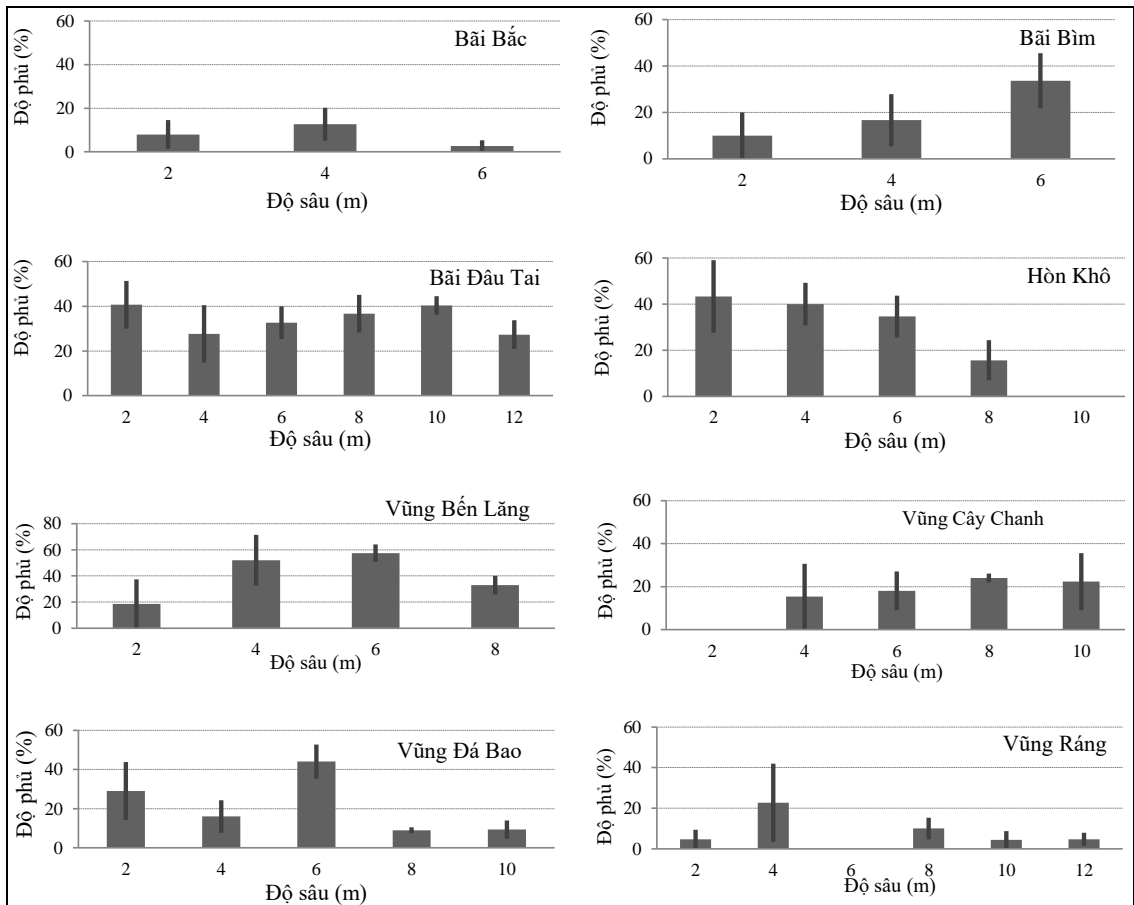 Bãi Bắc
Độ phủ (%)
60
40
20
0
2 4 6
Độ sâu (m)
Bãi Bìm
Độ phủ (%)
60
40
20
0
2 4 6
Độ sâu (m)
Bãi Đâu Tai
Độ phủ (%)
60
40
20
0
2 4 6 8 10 12
Độ sâu (m)
Hòn Khô
Độ phủ (%)
60
40
20
0
2 4 6 8 10
Độ sâu (m)
Vũng Bến Lăng
Độ phủ (%)
80
60
40
20
0
2 4 6 8
Độ sâu (m)
Vũng Cây Chanh
Độ phủ (%)
60
40
20
0
2 4 6 8 10
Độ sâu (m)
Vũng Đá Bao
Độ phủ (%)
60
40
20
0
2 4 6 8 10
Độ sâu (m)
Vũng Ráng
Độ phủ (%)
60
40
20
0
2 4 6 8 10 12
Độ sâu (m)